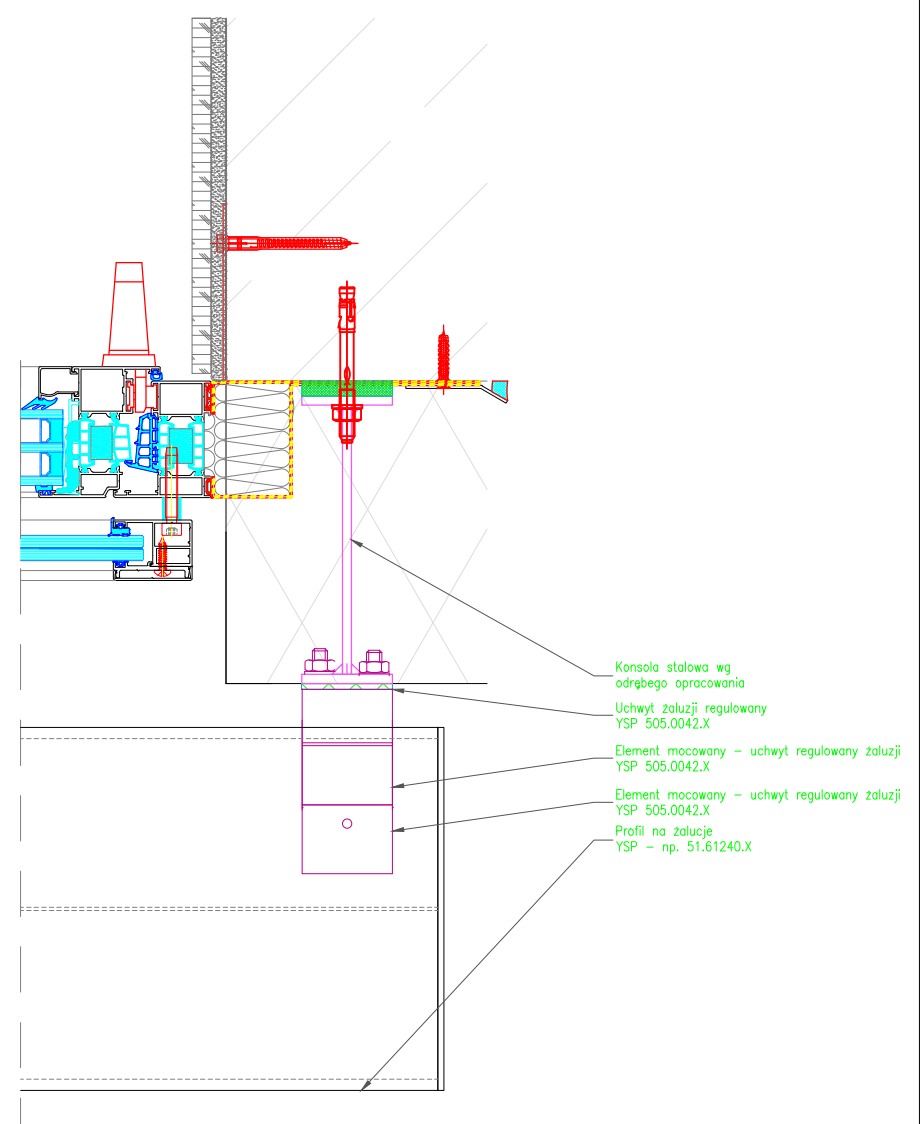 Konsola stalowa wg
odrębego opracowania
Uchwyt żaluzji regulowany
YSP 505.0042.X
Element mocowany – uchwyt regulowany żaluzji
YSP 505.0042.X
Element mocowany – uchwyt regulowany żaluzji
YSP 505.0042.X
Profil na żalucje
YSP – np. 51.61240.X